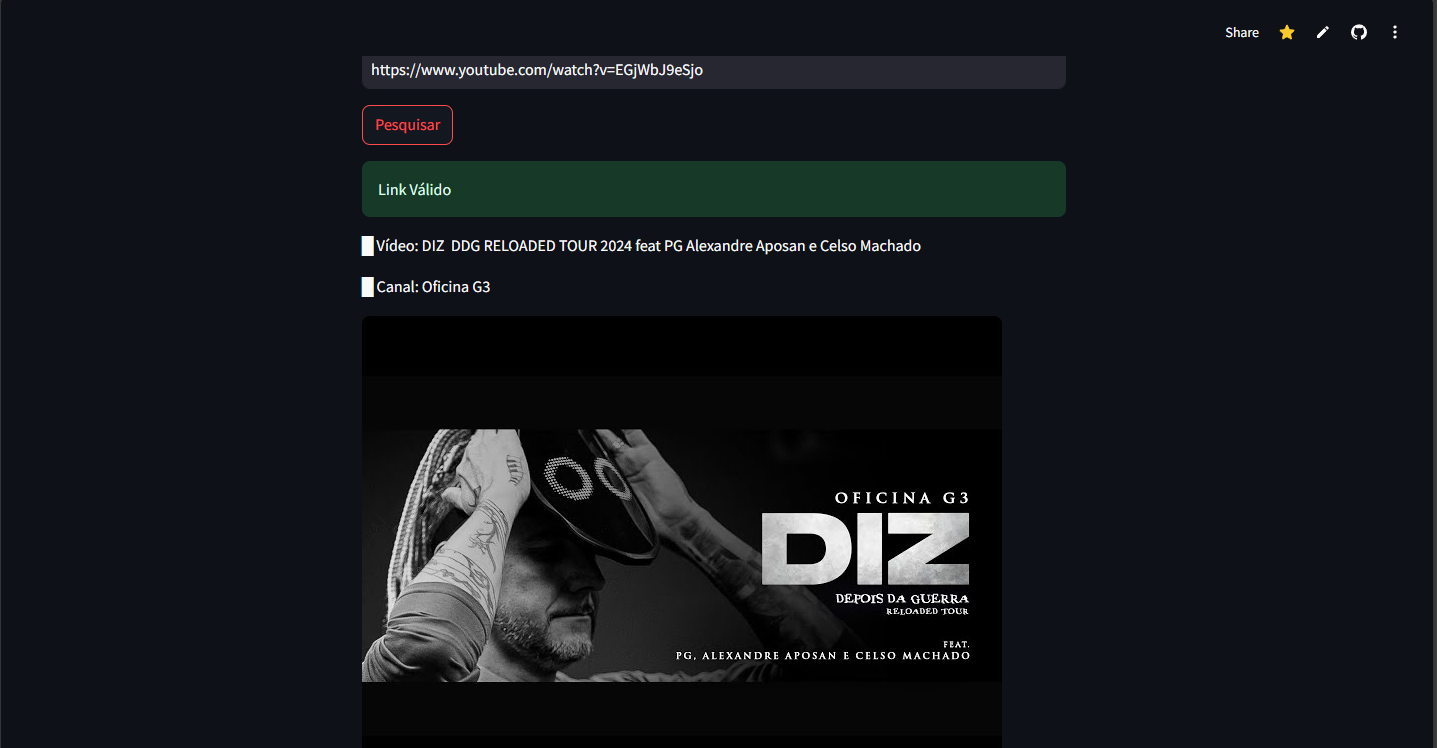 Share
https://www.youtube.com/watch?v=EGjWbJ9eSjo
Pesquisar
Link Válido
█ Vídeo: DIZ DDG RELOADED TOUR 2024 feat PG Alexandre Aposan e Celso Machado
█ Canal: Oficina G3
OFICINA G3
DIZ
DEPOIS DA GUERRA
RELOADED TOUR
FEAT.
PG, ALEXANDRE APOSAN E CELSO MACHADO